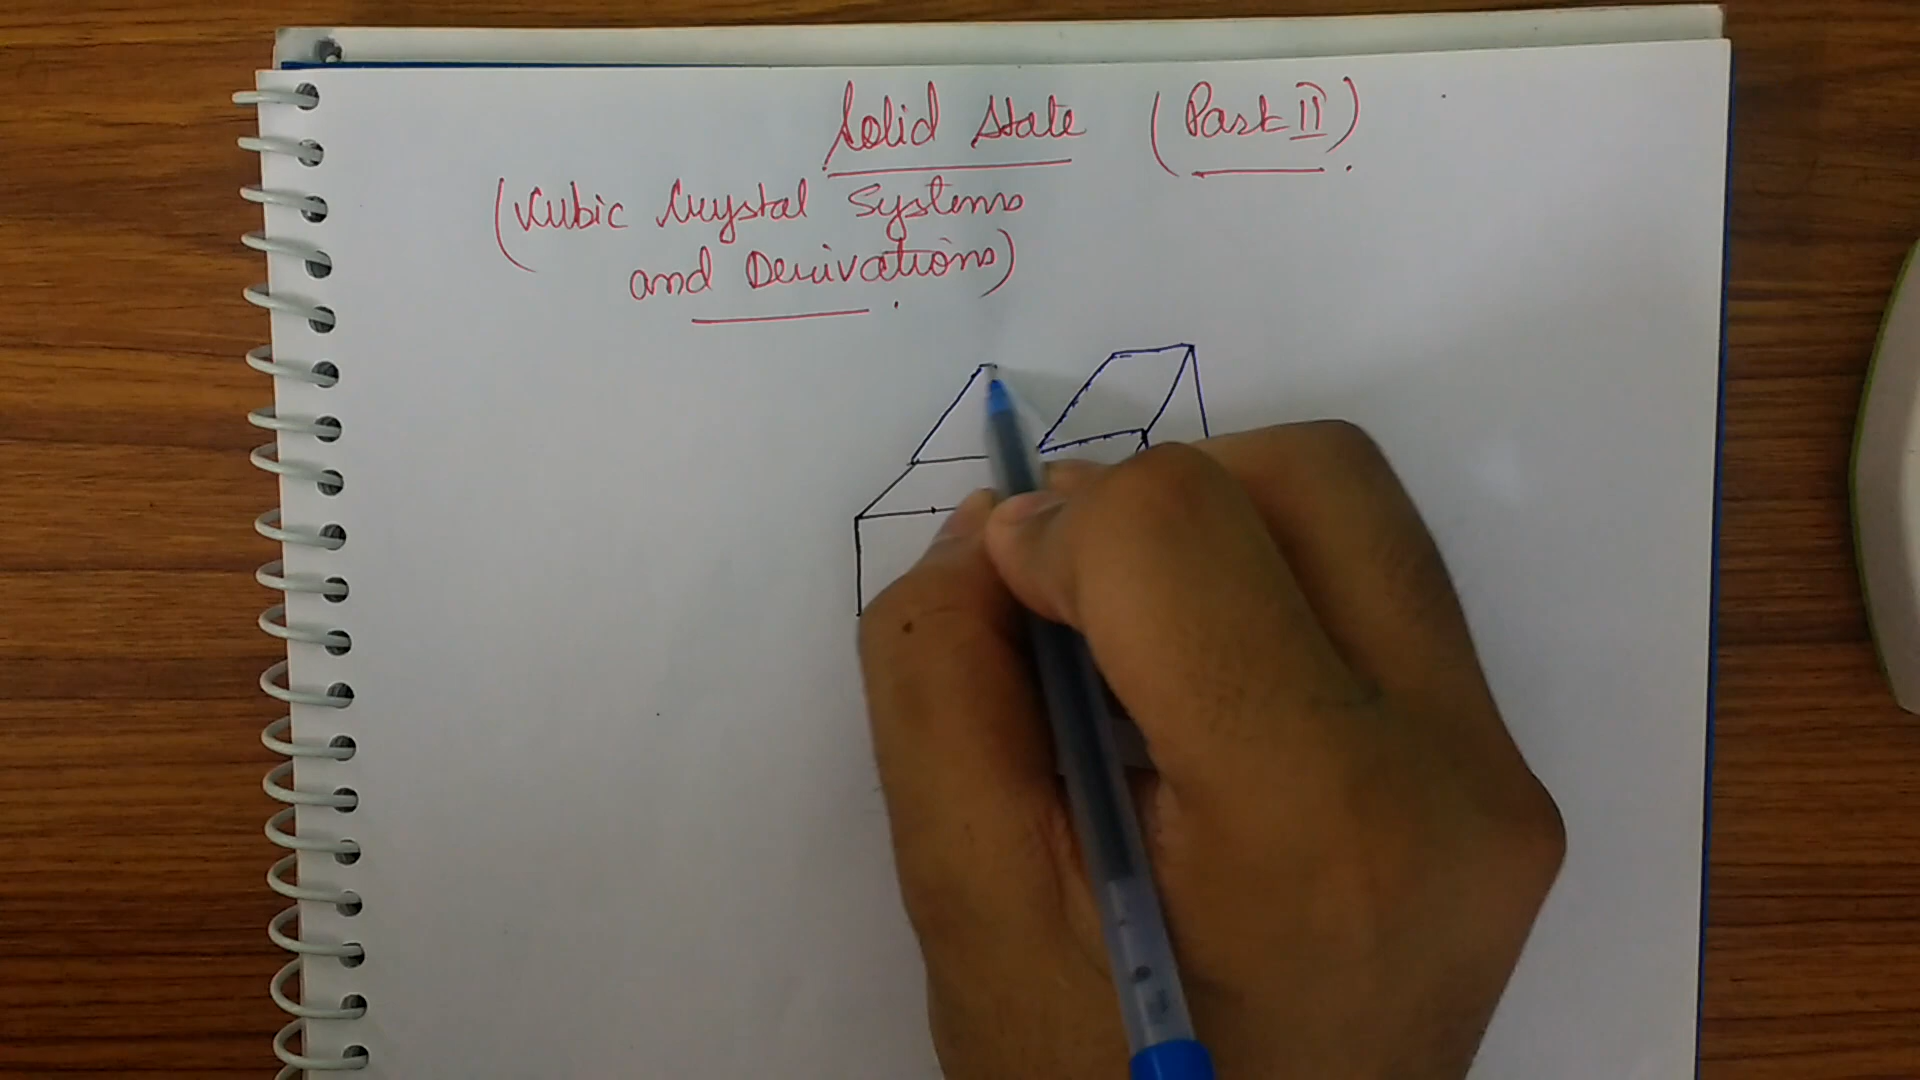 Solid State (Part II).
(Cubic Crystal Systems
and Derivations).